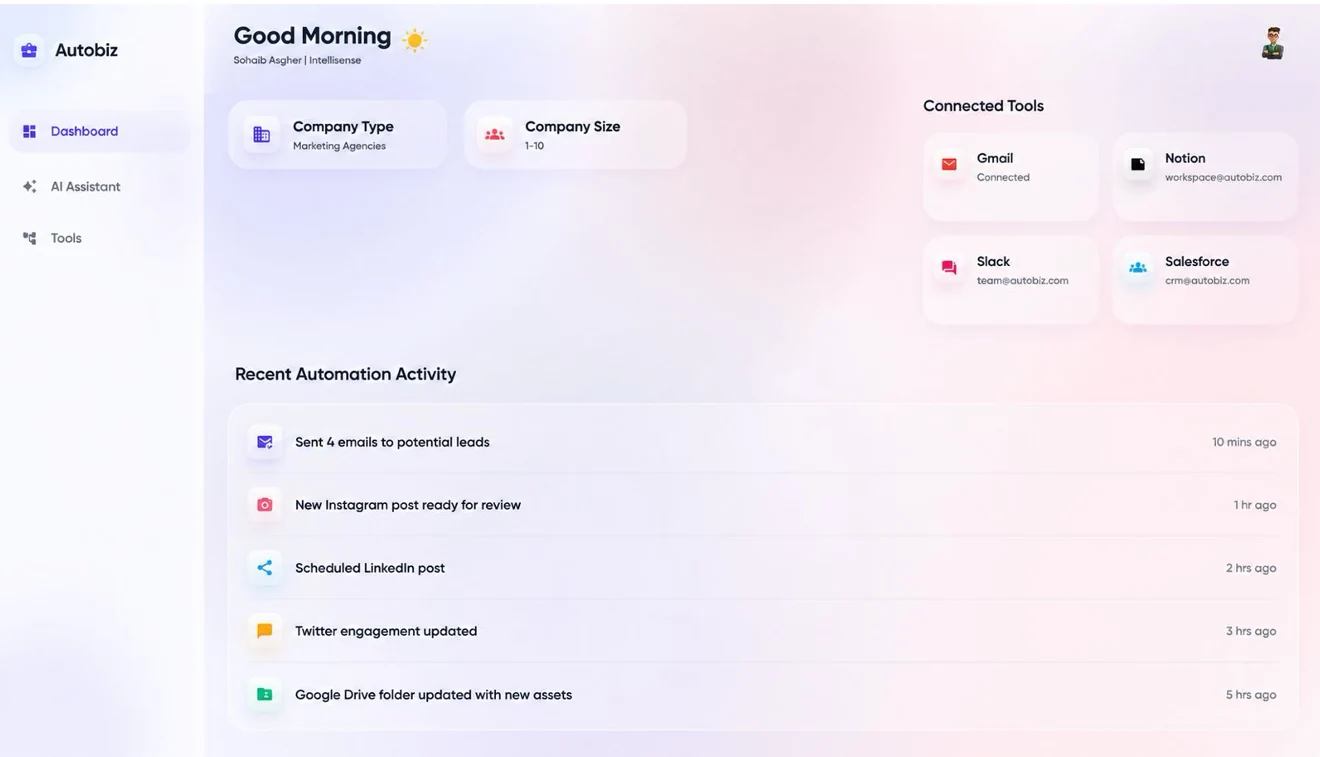 Autobiz
Dashboard
AI Assistant
Tools
Good Morning
Sohaib Asgher | Intellisense
Company Type
Marketing Agencies
Company Size
1-10
Connected Tools
Gmail
Connected
Notion
workspace@autobiz.com
Slack
team@autobiz.com
Salesforce
crm@autobiz.com
Recent Automation Activity
Sent 4 emails to potential leads
10 mins ago
New Instagram post ready for review
1 hr ago
Scheduled LinkedIn post
2 hrs ago
Twitter engagement updated
3 hrs ago
Google Drive folder updated with new assets
5 hrs ago